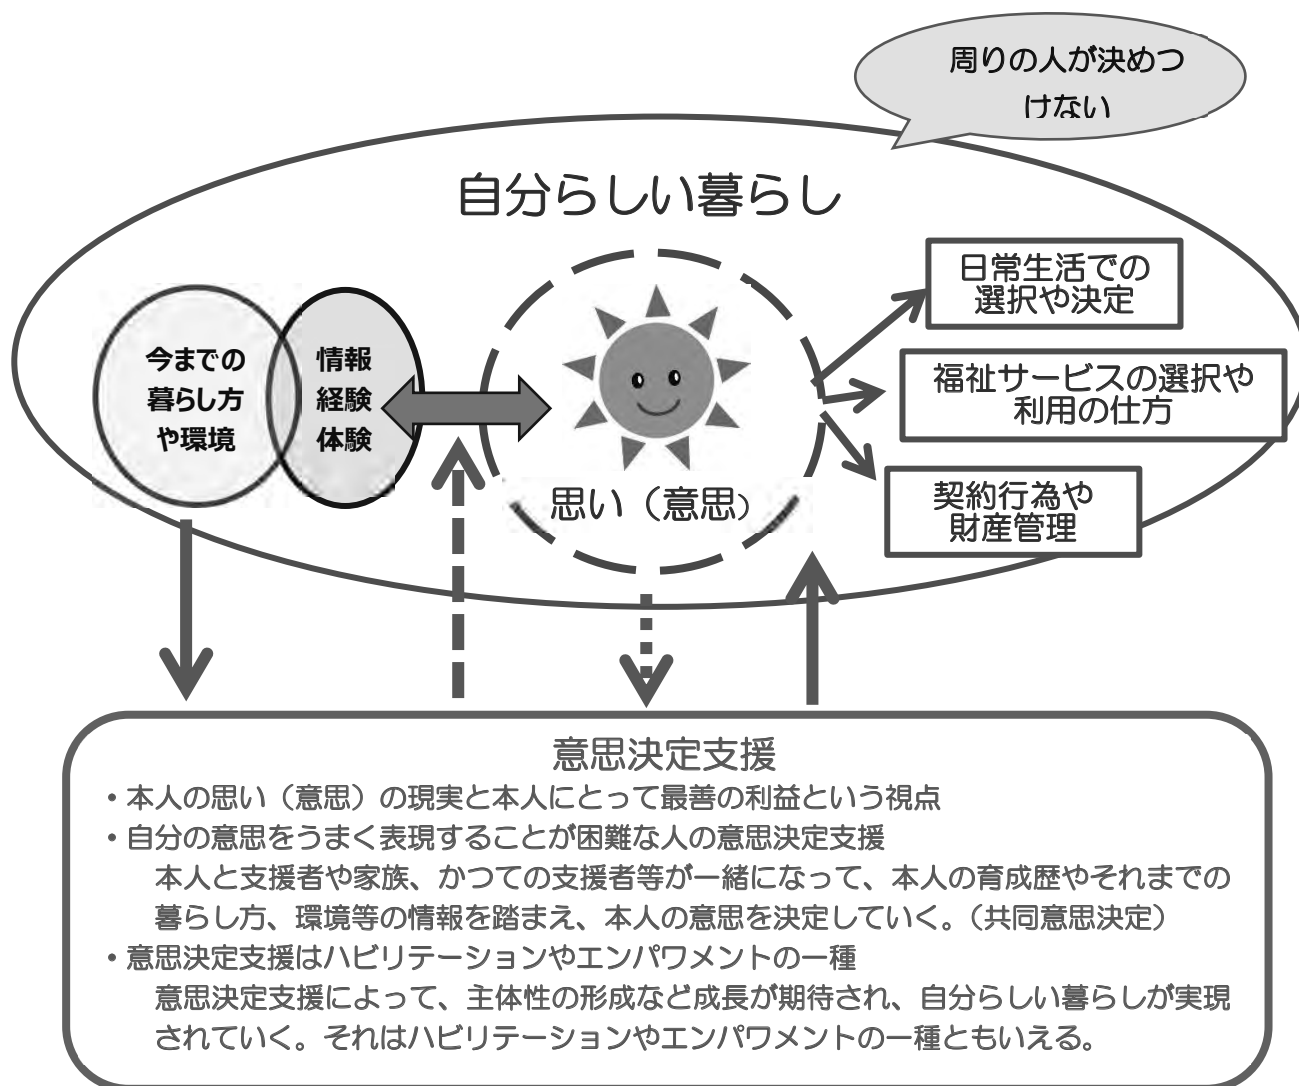 周りの人が決めつ
けない
自分らしい暮らし
今までの
暮らし方
や環境
情報
経験
体験
思い（意思）
日常生活での
選択や決定
福祉サービスの選択や
利用の仕方
契約行為や
財産管理
意思決定支援
・本人の思い（意思）の現実と本人にとって最善の利益という視点
・自分の意思をうまく表現することが困難な人の意思決定支援
本人と支援者や家族、かつての支援者等が一緒になって、本人の育成歴やそれまでの
暮らし方、環境等の情報を踏まえ、本人の意思を決定していく。（共同意思決定）
・意思決定支援はハビリテーションやエンパワメントの一種
意思決定支援によって、主体性の形成など成長が期待され、自分らしい暮らしが実現
されていく。それはハビリテーションやエンパワメントの一種ともいえる。